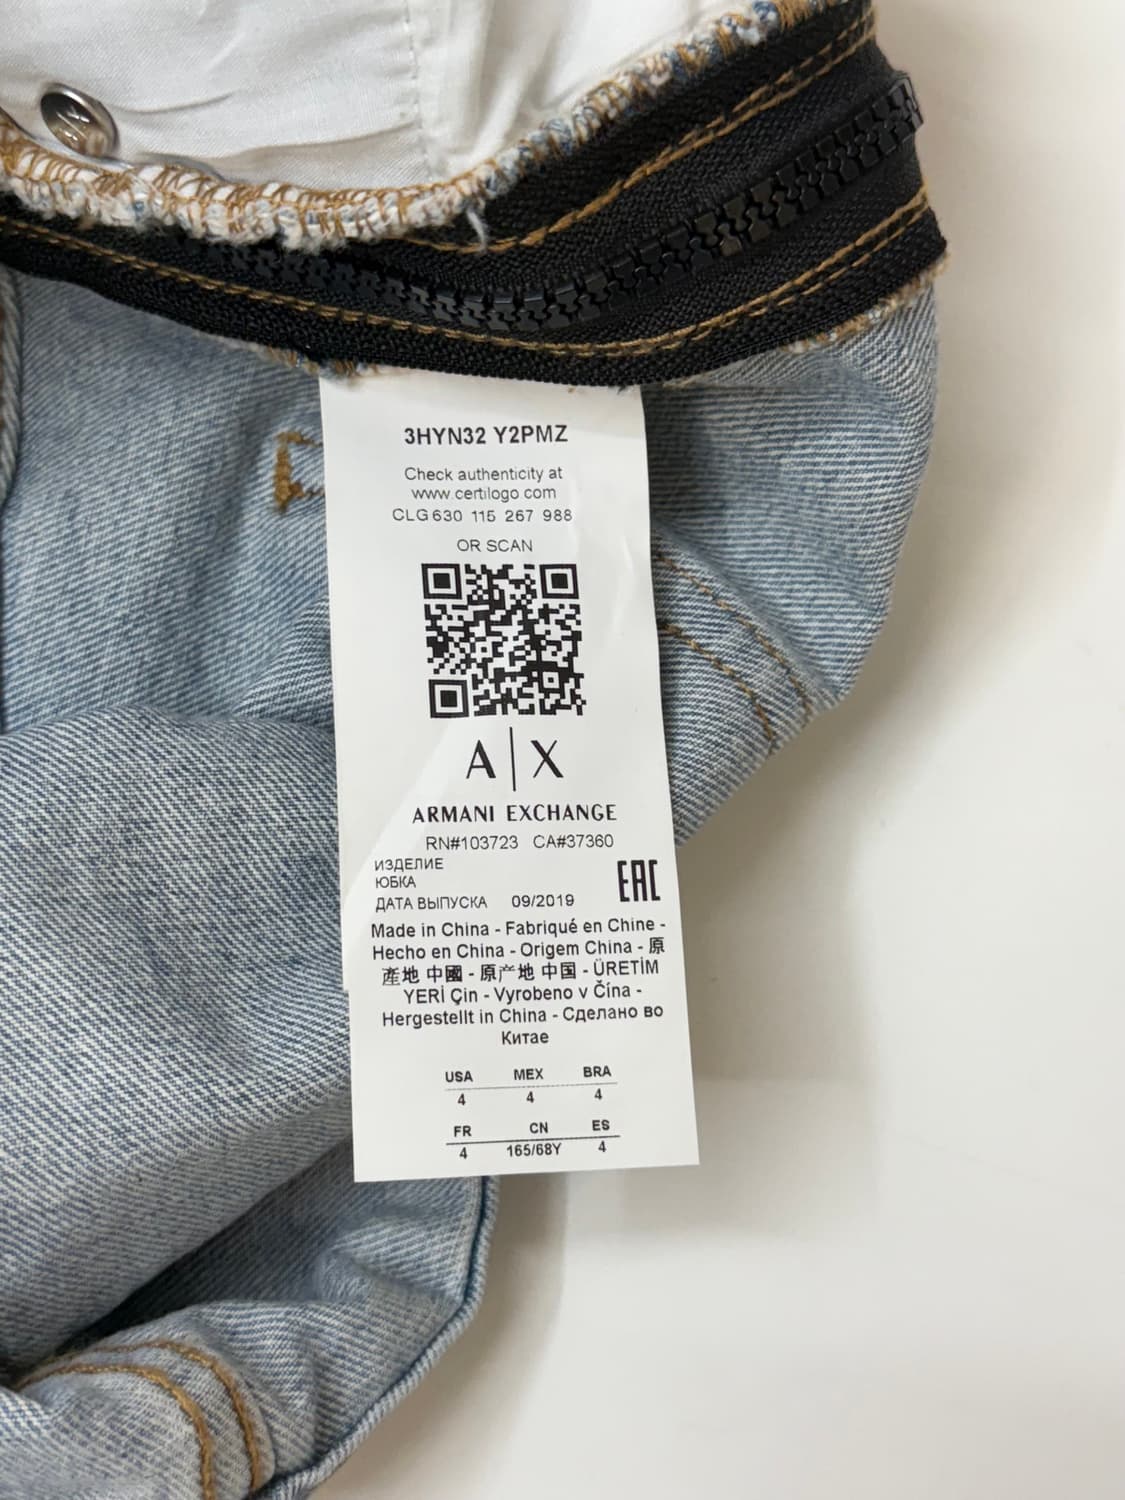 3HYN32 Y2PMZ
Check authenticity at
www.certilogo.com
CLG 630 115 267 988
OR SCAN
A|X
ARMANI EXCHANGE
RN#103723 CA#37360
ИЗДЕЛИЕ
ЮБКА
ДАТА ВЫПУСКА 09/2019
EAC
Made in China - Fabriqué en Chine -
Hecho en China - Origem China - 原
產地 中國 - 原产地 中国 - ÜRETİM
YERİ Çin - Vyrobeno v Čína -
Hergestellt in China - Сделано во
Китае
USA MEX BRA
4 4 4
FR CN ES
4 165/68Y 4